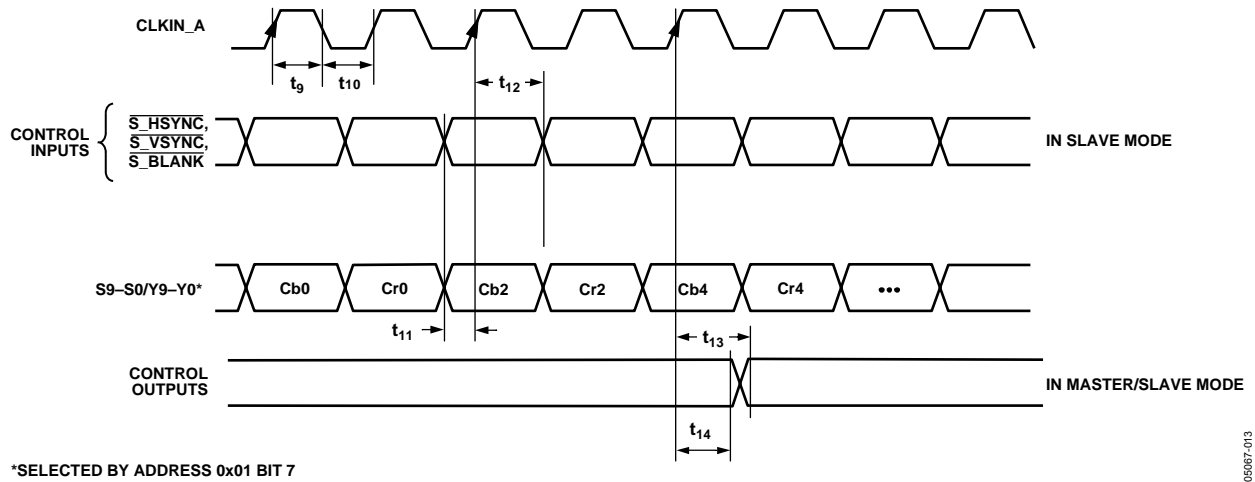 CLKIN_A
t9
t10
t12
CONTROL
INPUTS
S_HSYNC,
S_VSYNC,
S_BLANK
IN SLAVE MODE
S9–S0/Y9–Y0*
Cb0
Cr0
Cb2
Cr2
Cb4
Cr4
•••
t11
t13
CONTROL
OUTPUTS
IN MASTER/SLAVE MODE
t14
*SELECTED BY ADDRESS 0x01 BIT 7
05067-013